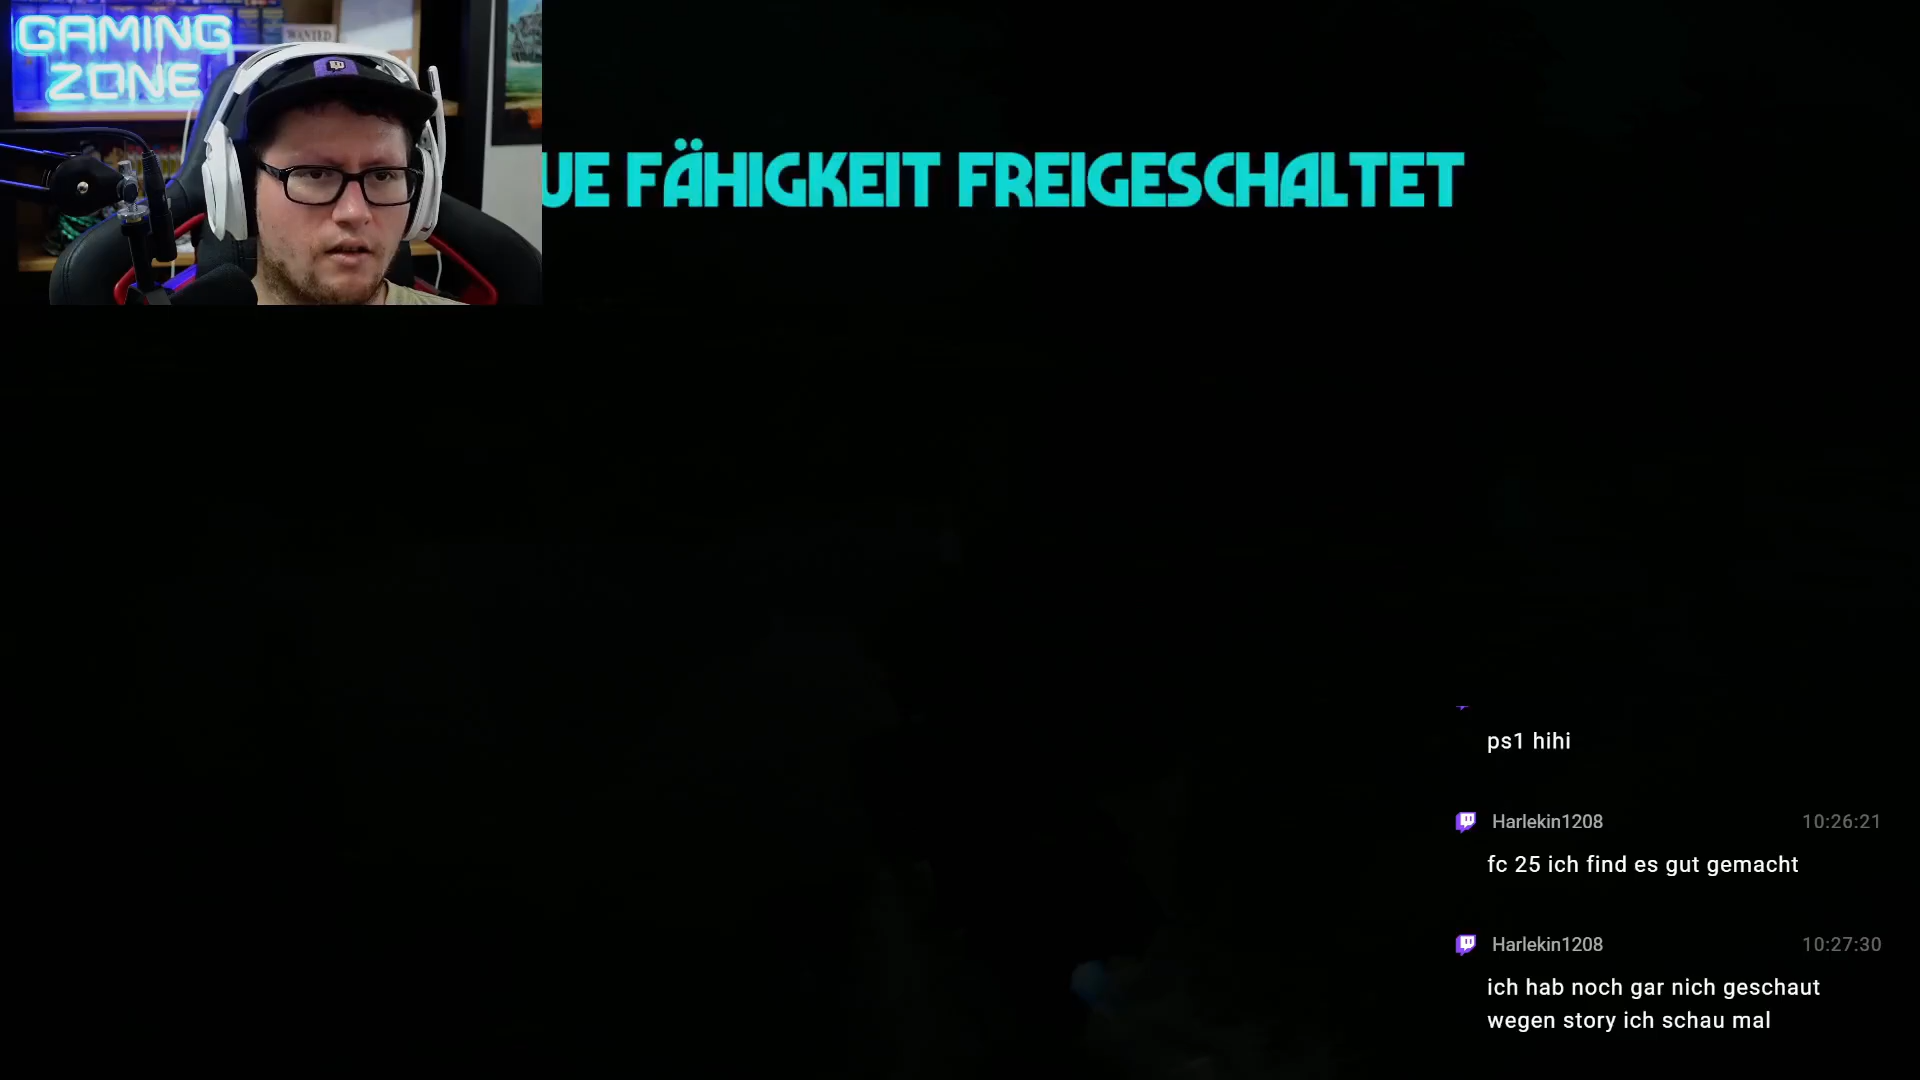 GAMING
ZONE
WANTED
UE FÄHIGKEIT FREIGESCHALTET
ps1 hihi
Harlekin1208 10:26:21
fc 25 ich find es gut gemacht
Harlekin1208 10:27:30
ich hab noch gar nich geschaut
wegen story ich schau mal